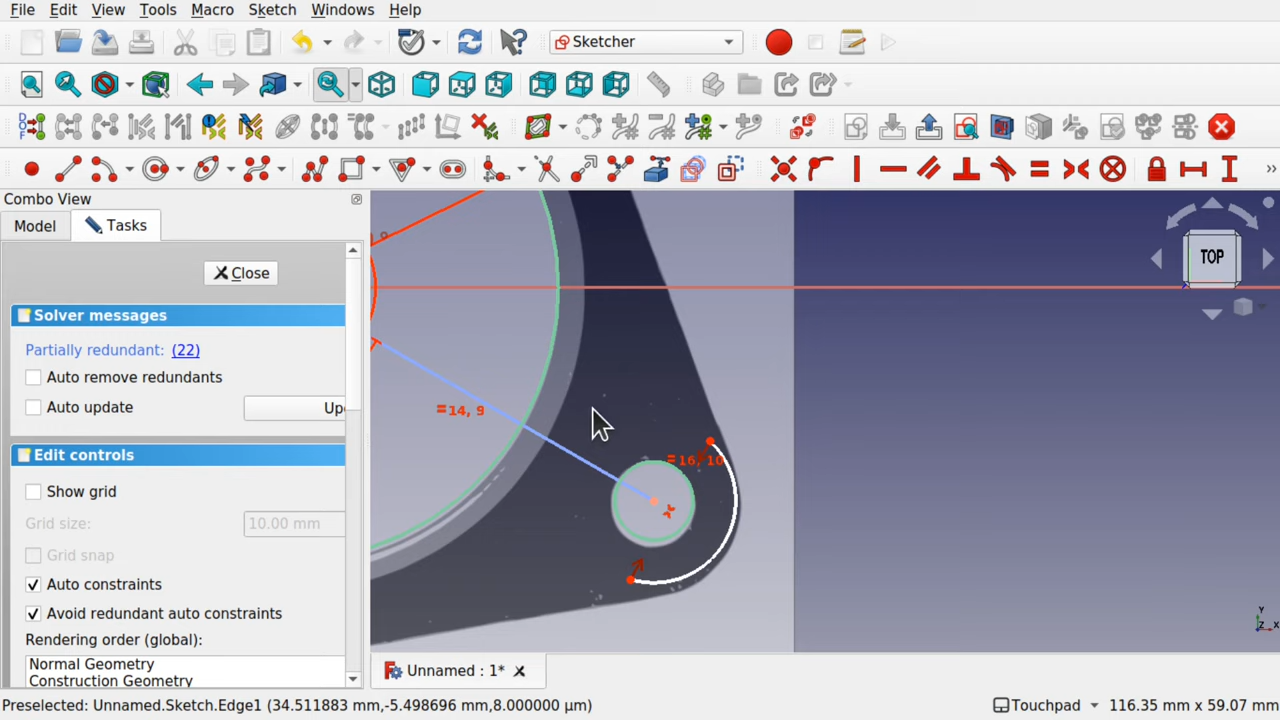 File Edit View Tools Macro Sketch Windows Help
Sketcher
Combo View
Model Tasks
Close
TOP
Solver messages
Partially redundant: (22)
Auto remove redundants
Auto update Up
=14, 9
Edit controls
=16, 10
Show grid
Grid size: 10.00 mm
Grid snap
Auto constraints
Avoid redundant auto constraints
Rendering order (global):
Normal Geometry
Construction Geometry
Y
Z X
Unnamed : 1*
Preselected: Unnamed.Sketch.Edge1 (34.511883 mm,-5.498696 mm,8.000000 µm) Touchpad 116.35 mm x 59.07 mm